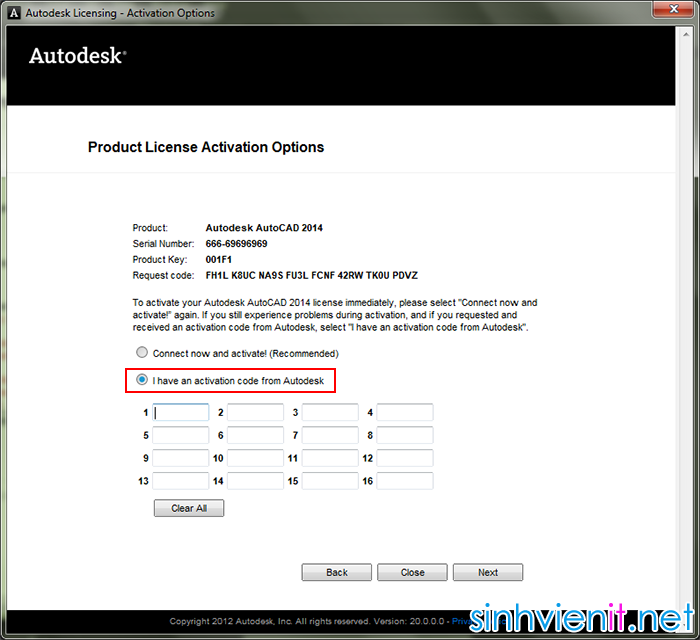 Autodesk Licensing - Activation Options
Autodesk®
Product License Activation Options
Product: Autodesk AutoCAD 2014
Serial Number: 666-69696969
Product Key: 001F1
Request code: FH1L K8UC NA9S FU3L FCNF 42RW TK0U PDVZ
To activate your Autodesk AutoCAD 2014 license immediately, please select "Connect now and
activate!" again. If you still experience problems during activation, and if you requested and
received an activation code from Autodesk, select "I have an activation code from Autodesk".
Connect now and activate! (Recommended)
I have an activation code from Autodesk
1 2 3 4
5 6 7 8
9 10 11 12
13 14 15 16
Clear All
Back Close Next
Copyright 2012 Autodesk, Inc. All rights reserved. Version: 20.0.0.0 -
sinhvienit.net